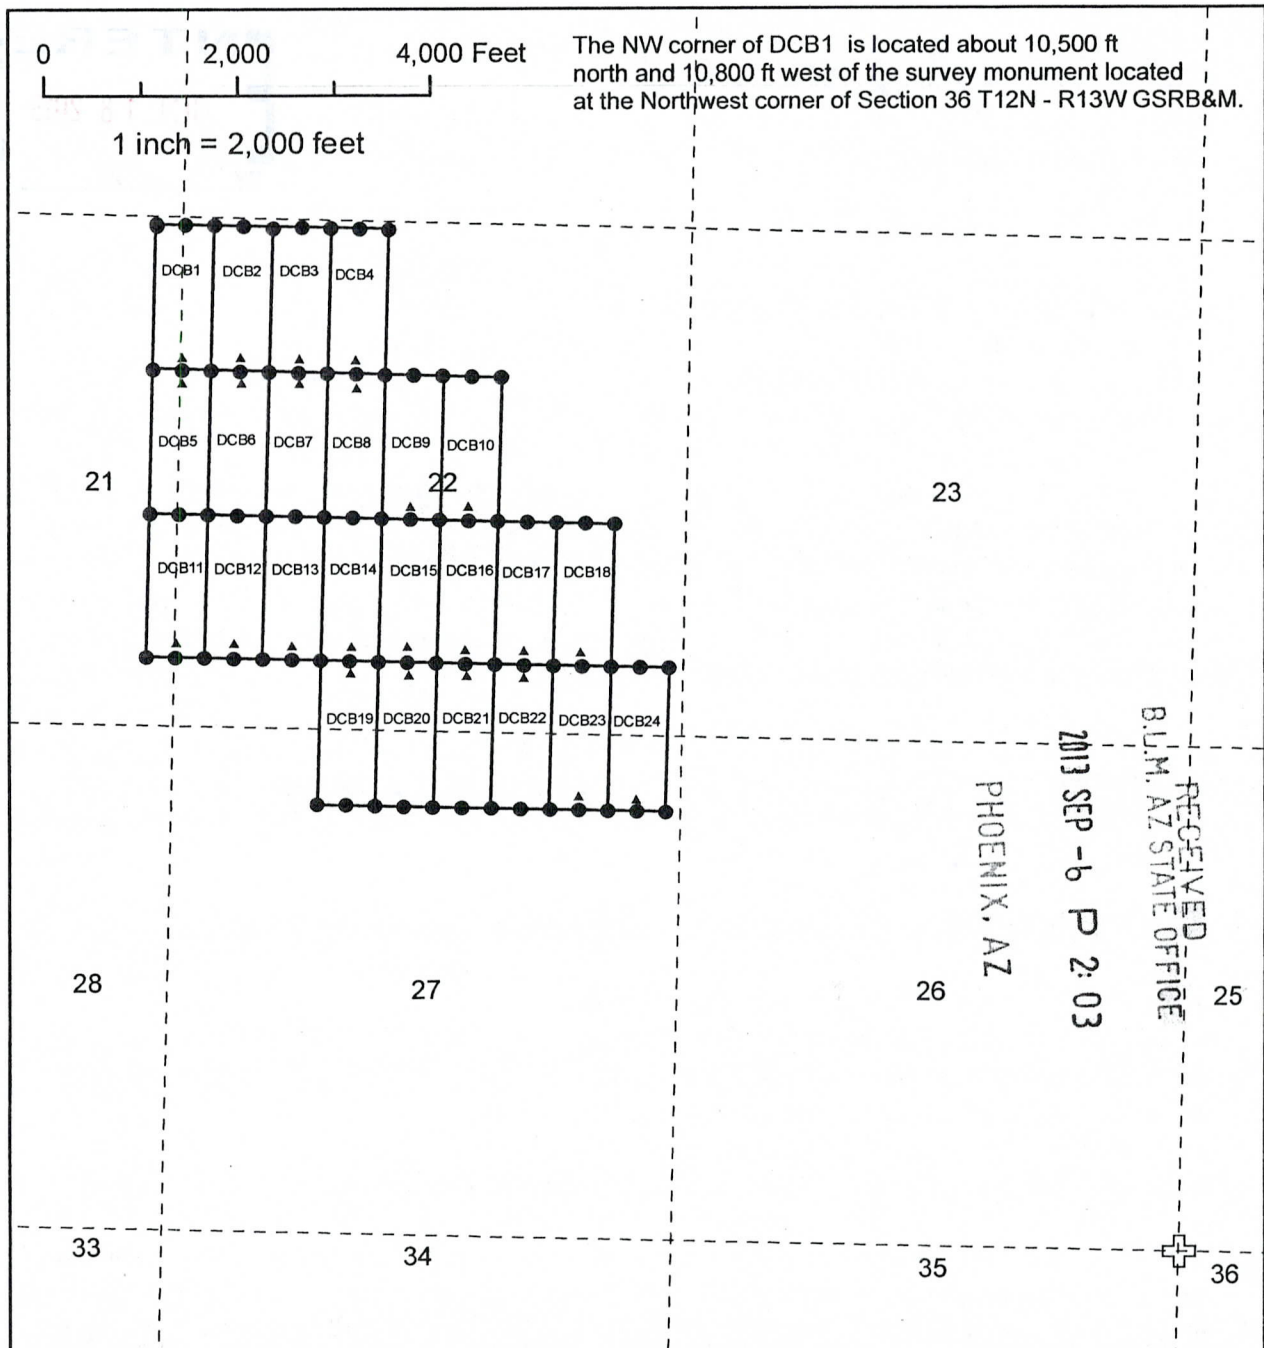 0 2,000 4,000 Feet
The NW corner of DCB1 is located about 10,500 ft
north and 10,800 ft west of the survey monument located
at the Northwest corner of Section 36 T12N - R13W GSRB&M.
1 inch = 2,000 feet
DCB1 DCB2 DCB3 DCB4
DCB5 DCB6 DCB7 DCB8 DCB9 DCB10
21 22 23
DCB11 DCB12 DCB13 DCB14 DCB15 DCB16 DCB17 DCB18
DCB19 DCB20 DCB21 DCB22 DCB23 DCB24
RECEIVED
B.L.M. AZ STATE OFFICE
2013 SEP -6 P 2:03
PHOENIX, AZ
28 27 26 25
33 34 35 36